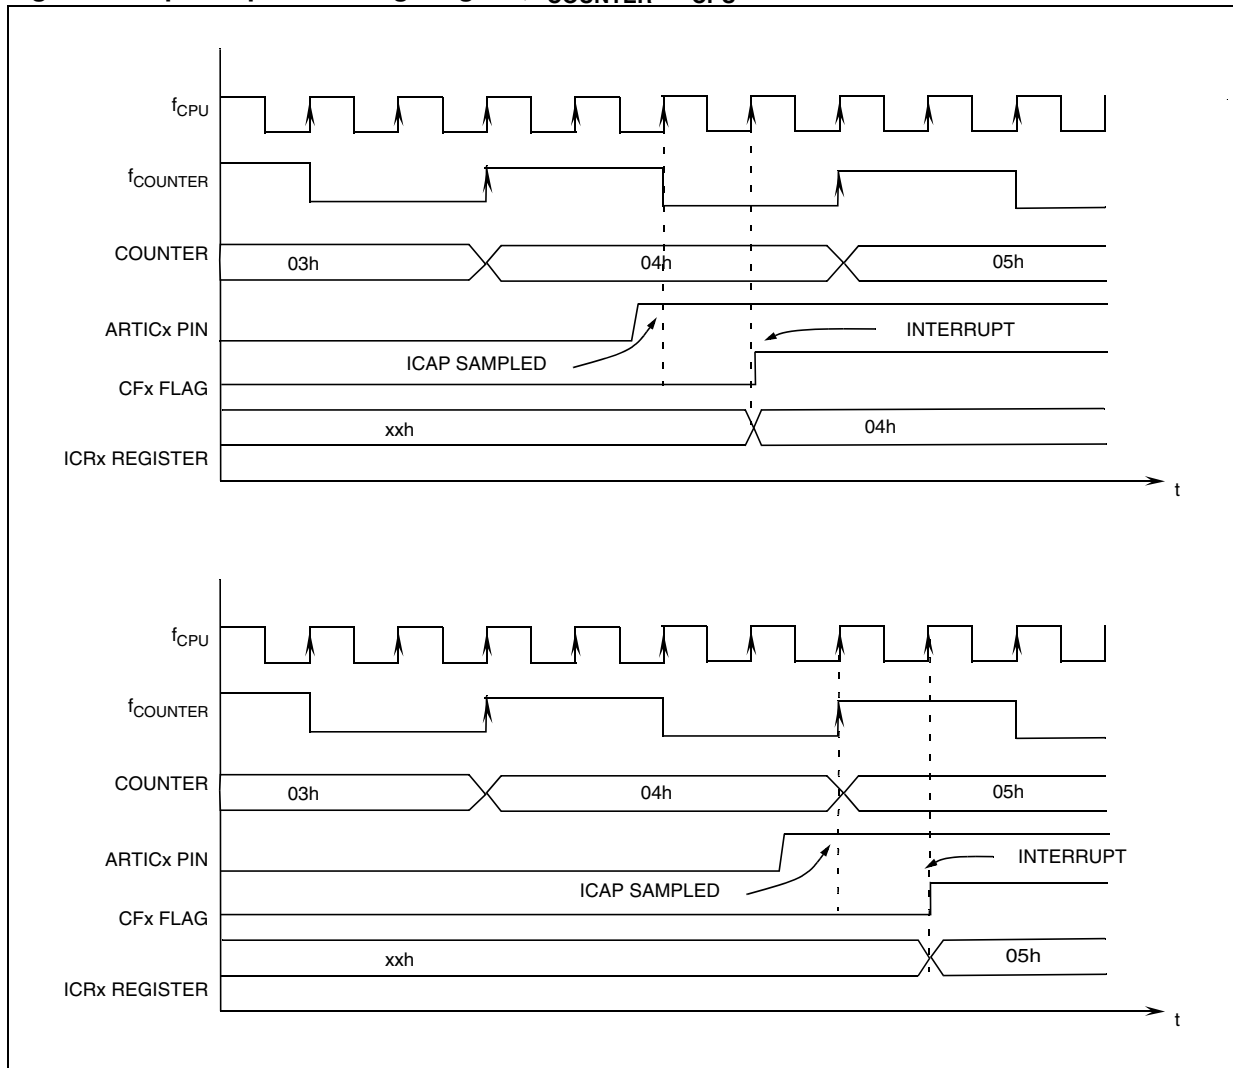 COUNTER
fCPU
fCOUNTER
COUNTER 03h 04h 05h
ARTICx PIN INTERRUPT
ICAP SAMPLED
CFx FLAG
xxh 04h
ICRx REGISTER
t
fCPU
fCOUNTER
COUNTER 03h 04h 05h
ARTICx PIN INTERRUPT
ICAP SAMPLED
CFx FLAG
xxh 05h
ICRx REGISTER
t